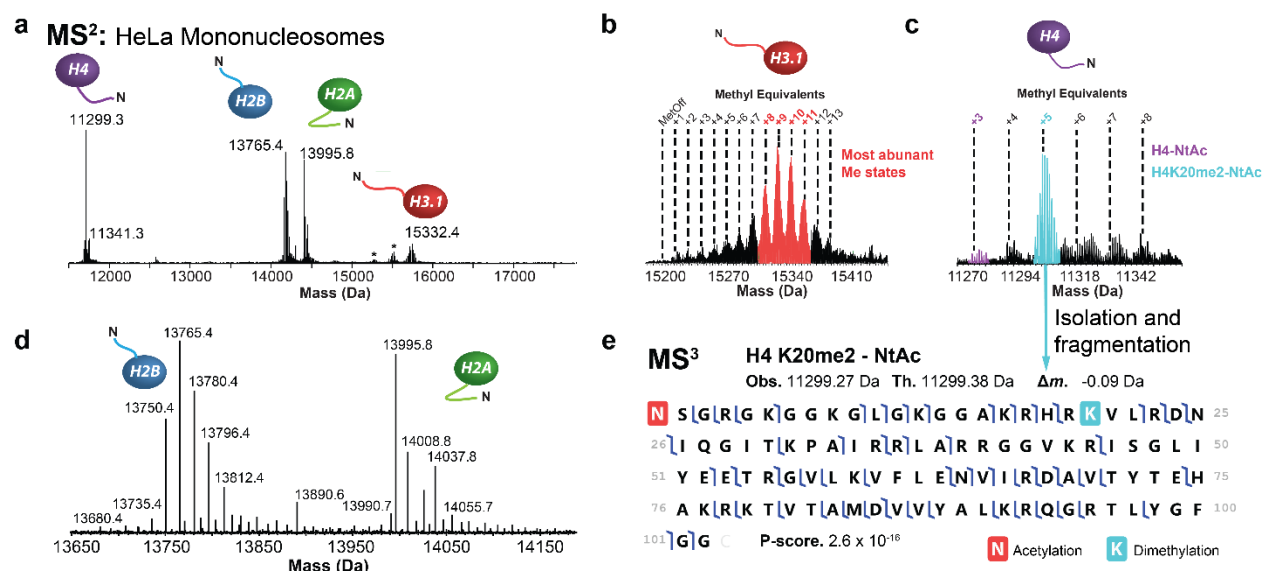 a MS²: HeLa Mononucleosomes
H4
N
11299.3
11341.3
N
H2B
13765.4
H2A
N
13995.8
N
H3.1
15332.4
*
*
12000 13000 14000 15000 16000 17000
Mass (Da)
b
N
H3.1
Methyl Equivalents
MetOff +1 +2 +3 +4 +5 +6 +7 +8 +9 +10 +11 +12 +13
Most abunant
Me states
15200 15270 15340 15410
Mass (Da)
c
H4
N
Methyl Equivalents
+3 +4 +5 +6 +7 +8
H4-NtAc
H4K20me2-NtAc
11270 11294 11318 11342
Mass (Da)
Isolation and
fragmentation
d
N
H2B
13765.4
13780.4
13750.4
13796.4
13812.4
13735.4
13680.4
13890.6
13995.8
N
H2A
14008.8
14037.8
13990.7
14055.7
13650 13750 13850 13950 14050 14150
Mass (Da)
e MS³ H4 K20me2 - NtAc
Obs. 11299.27 Da Th. 11299.38 Da Δm. -0.09 Da
N S G R G K G G K G L G K G G A K R H R K V L R D N 25
26 I Q G I T K P A I R R L A R R G G V K R I S G L I 50
51 Y E E T R G V L K V F L E N V I R D A V T Y T E H 75
76 A K R K T V T A M D V V Y A L K R Q G R T L Y G F 100
101 G G C
P-score. 2.6 x 10⁻¹⁶
N Acetylation K Dimethylation